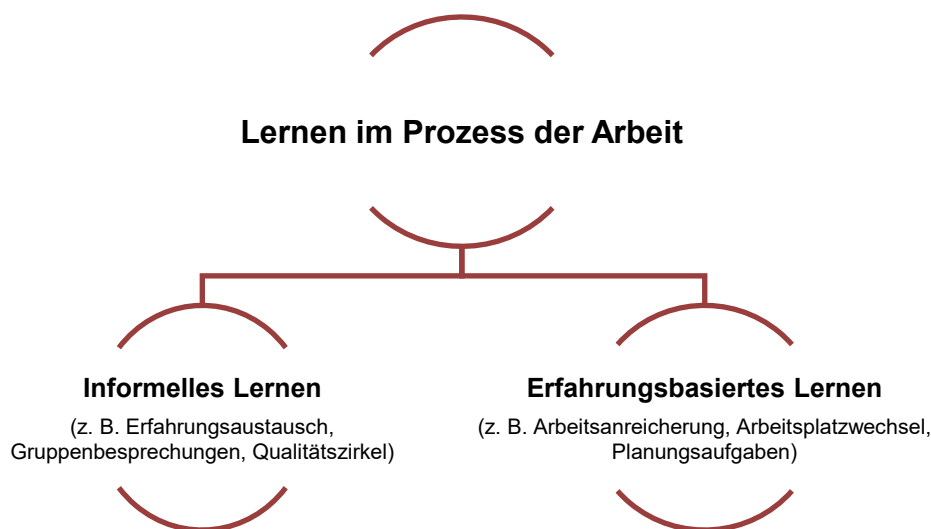 Lernen im Prozess der Arbeit
Informelles Lernen
(z. B. Erfahrungsaustausch,
Gruppenbesprechungen, Qualitätszirkel)
Erfahrungsbasiertes Lernen
(z. B. Arbeitsanreicherung, Arbeitsplatzwechsel,
Planungsaufgaben)